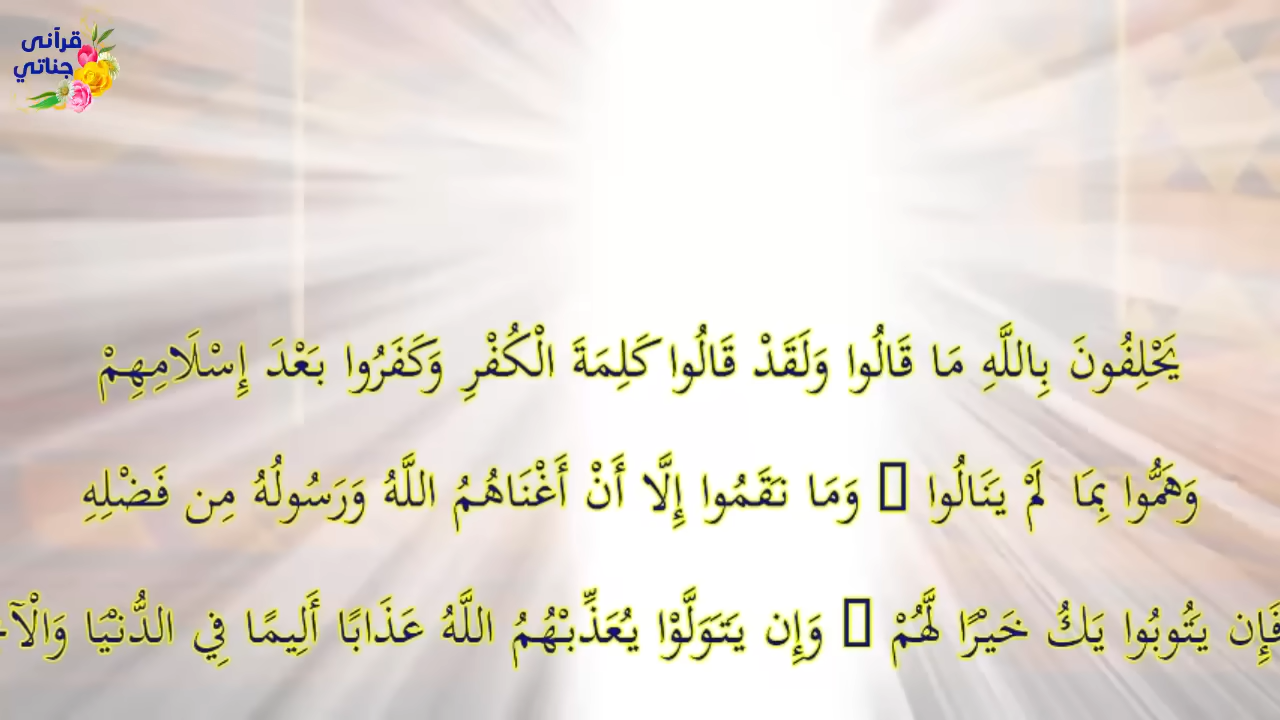 قرآنى
جناتي
يَحْلِفُونَ بِاللَّهِ مَا قَالُوا وَلَقَدْ قَالُوا كَلِمَةَ الْكُفْرِ وَكَفَرُوا بَعْدَ إِسْلَامِهِمْ
وَهَمُّوا بِمَا لَمْ يَنَالُوا وَمَا نَقَمُوا إِلَّا أَنْ أَغْنَاهُمُ اللَّهُ وَرَسُولُهُ مِن فَضْلِهِ
فَإِن يَتُوبُوا يَكُ خَيْرًا لَّهُمْ وَإِن يَتَوَلَّوْا يُعَذِّبْهُمُ اللَّهُ عَذَابًا أَلِيمًا فِي الدُّنْيَا